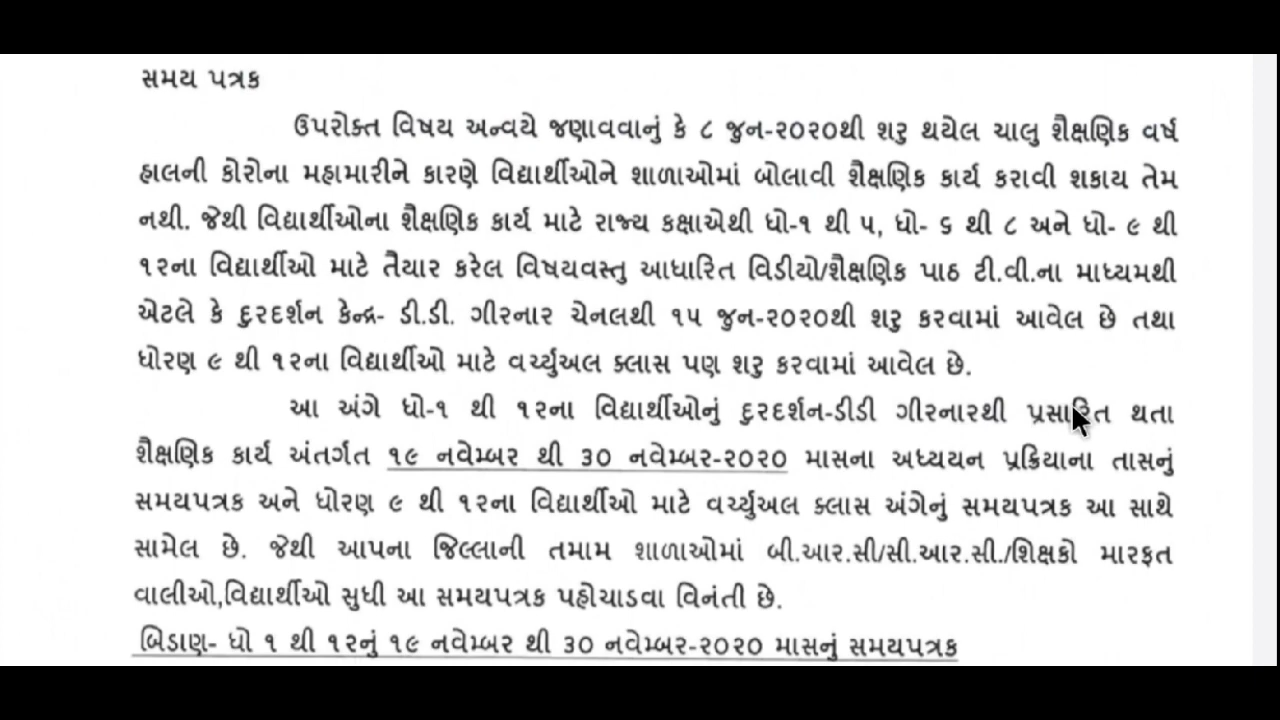 સમય પત્રક
ઉપરોક્ત વિષય અન્વયે જણાવવાનું કે ૮ જુન-૨૦૨૦થી શરુ થયેલ ચાલુ શૈક્ષણિક વર્ષ
હાલની કોરોના મહામારીને કારણે વિદ્યાર્થીઓને શાળાઓમાં બોલાવી શૈક્ષણિક કાર્ય કરાવી શકાય તેમ
નથી. જેથી વિદ્યાર્થીઓના શૈક્ષણિક કાર્ય માટે રાજ્ય કક્ષાએથી ધો-૧ થી ૫, ધો- ૬ થી ૮ અને ધો- ૯ થી
૧૨ના વિદ્યાર્થીઓ માટે તૈયાર કરેલ વિષયવસ્તુ આધારિત વિડીયો/શૈક્ષણિક પાઠ ટી.વી.ના માધ્યમથી
એટલે કે દુરદર્શન કેન્દ્ર- ડી.ડી. ગીરનાર ચેનલથી ૧૫ જુન-૨૦૨૦થી શરુ કરવામાં આવેલ છે તથા
ધોરણ ૯ થી ૧૨ના વિદ્યાર્થીઓ માટે વર્ચ્યુઅલ ક્લાસ પણ શરુ કરવામાં આવેલ છે.
આ અંગે ધો-૧ થી ૧૨ના વિદ્યાર્થીઓનું દુરદર્શન-ડીડી ગીરનારથી પ્રસારિત થતા
શૈક્ષણિક કાર્ય અંતર્ગત ૧૯ નવેમ્બર થી ૩૦ નવેમ્બર-૨૦૨૦ માસના અધ્યયન પ્રક્રિયાના તાસનું
સમયપત્રક અને ધોરણ ૯ થી ૧૨ના વિદ્યાર્થીઓ માટે વર્ચ્યુઅલ ક્લાસ અંગેનું સમયપત્રક આ સાથે
સામેલ છે. જેથી આપના જિલ્લાની તમામ શાળાઓમાં બી.આર.સી/સી.આર.સી./શિક્ષકો મારફત
વાલીઓ,વિદ્યાર્થીઓ સુધી આ સમયપત્રક પહોચાડવા વિનંતી છે.
બિડાણ- ધો ૧ થી ૧૨નું ૧૯ નવેમ્બર થી ૩૦ નવેમ્બર-૨૦૨૦ માસનું સમયપત્રક